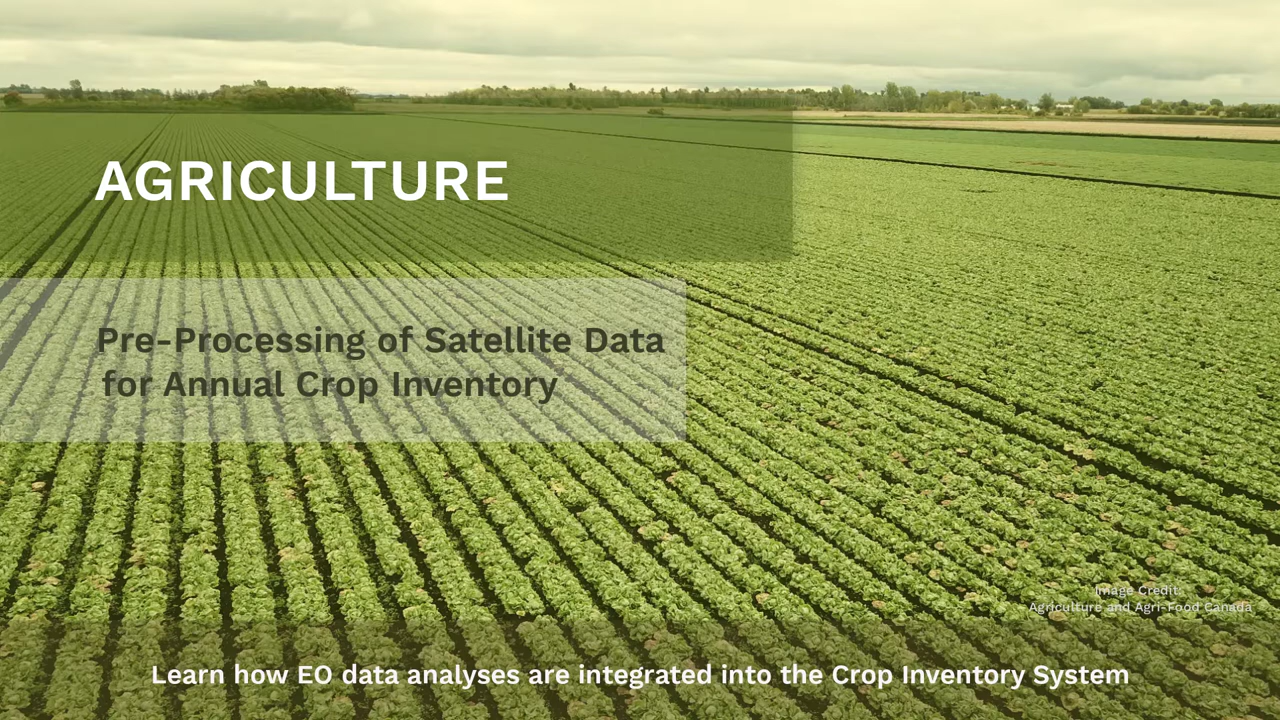 AGRICULTURE
Pre-Processing of Satellite Data
for Annual Crop Inventory
Image Credit:
Agriculture and Agri-Food Canada
Learn how EO data analyses are integrated into the Crop Inventory System